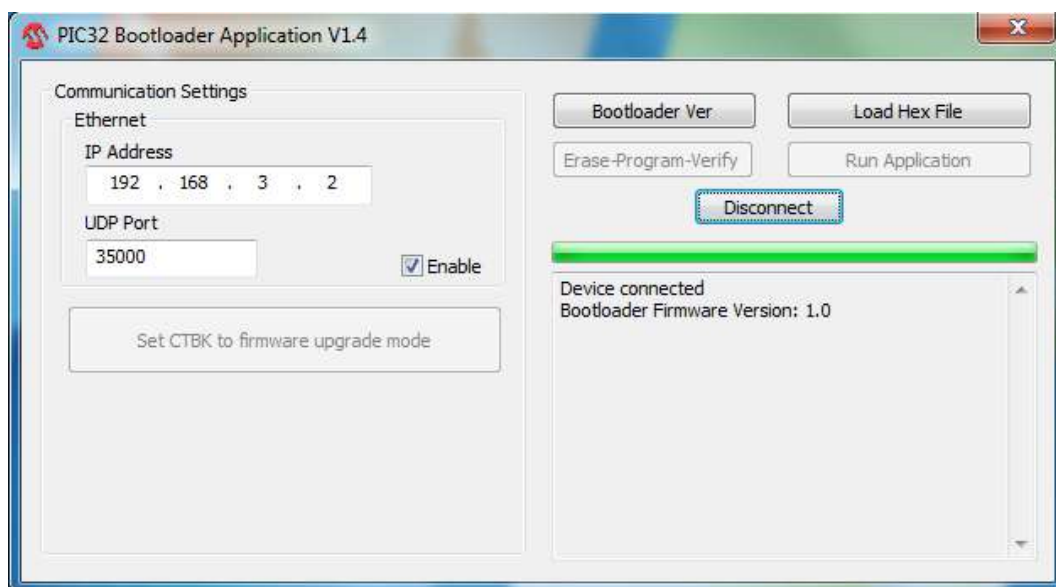 PIC32 Bootloader Application V1.4
X
Communication Settings
Ethernet
IP Address
192 . 168 . 3 . 2
UDP Port
35000
Enable
Set CTBK to firmware upgrade mode
Bootloader Ver
Load Hex File
Erase-Program-Verify
Run Application
Disconnect
Device connected
Bootloader Firmware Version: 1.0